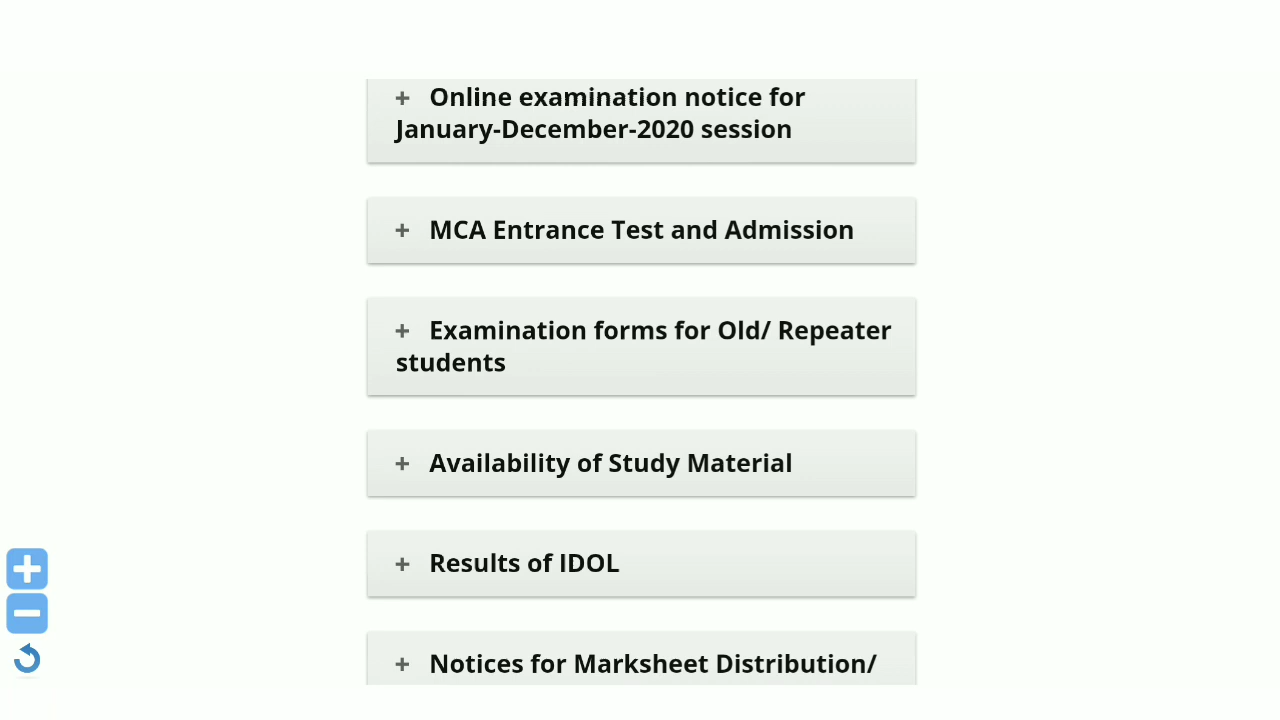 + Online examination notice for
January-December-2020 session
+ MCA Entrance Test and Admission
+ Examination forms for Old/ Repeater
students
+ Availability of Study Material
+ Results of IDOL
+ Notices for Marksheet Distribution/